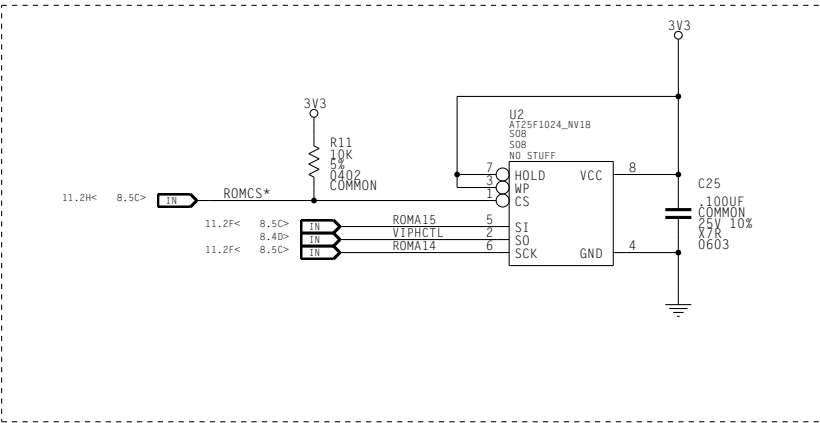 3V3
3V3
U2
AT25F1024_NV18
SO8
SO8
NO STUFF
R11
10K
5%
0402
COMMON
7 HOLD VCC 8
3 WP
1 CS
11.2H< 8.5C> IN ROMCS*
C25
.100UF
COMMON
25V 10%
X7R
0603
11.2F< 8.5C> IN ROMA15 5 SI
8.4D> IN VIPHCTL 2 SO
11.2F< 8.5C> IN ROMA14 6 SCK GND 4